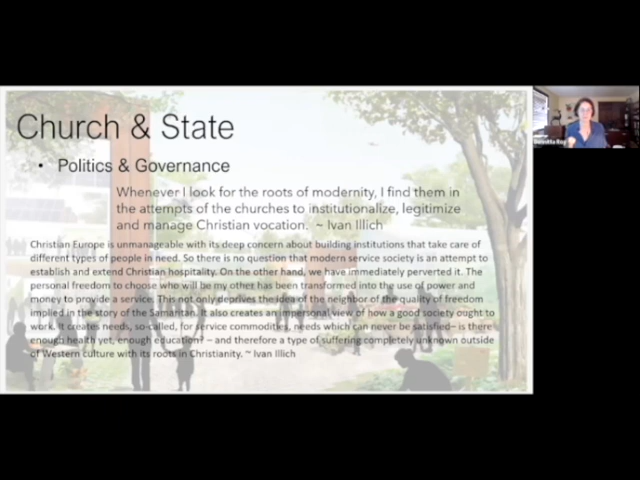 Church & State
• Politics & Governance
Whenever I look for the roots of modernity, I find them in
the attempts of the churches to institutionalize, legitimize
and manage Christian vocation. ~ Ivan Illich
Christian Europe is unmanageable with its deep concern about building institutions that take care of
different types of people in need. So there is no question that modern service society is an attempt to
establish and extend Christian hospitality. On the other hand, we have immediately perverted it. The
personal freedom to choose who will be my other has been transformed into the use of power and
money to provide a service. This not only deprives the idea of the neighbor of the quality of freedom
implied in the story of the Samaritan. It also creates an impersonal view of how a good society ought to
work. It creates needs, so-called, for service commodities, needs which can never be satisfied– is there
enough health yet, enough education? – and therefore a type of suffering completely unknown outside
of Western culture with its roots in Christianity. ~ Ivan Illich